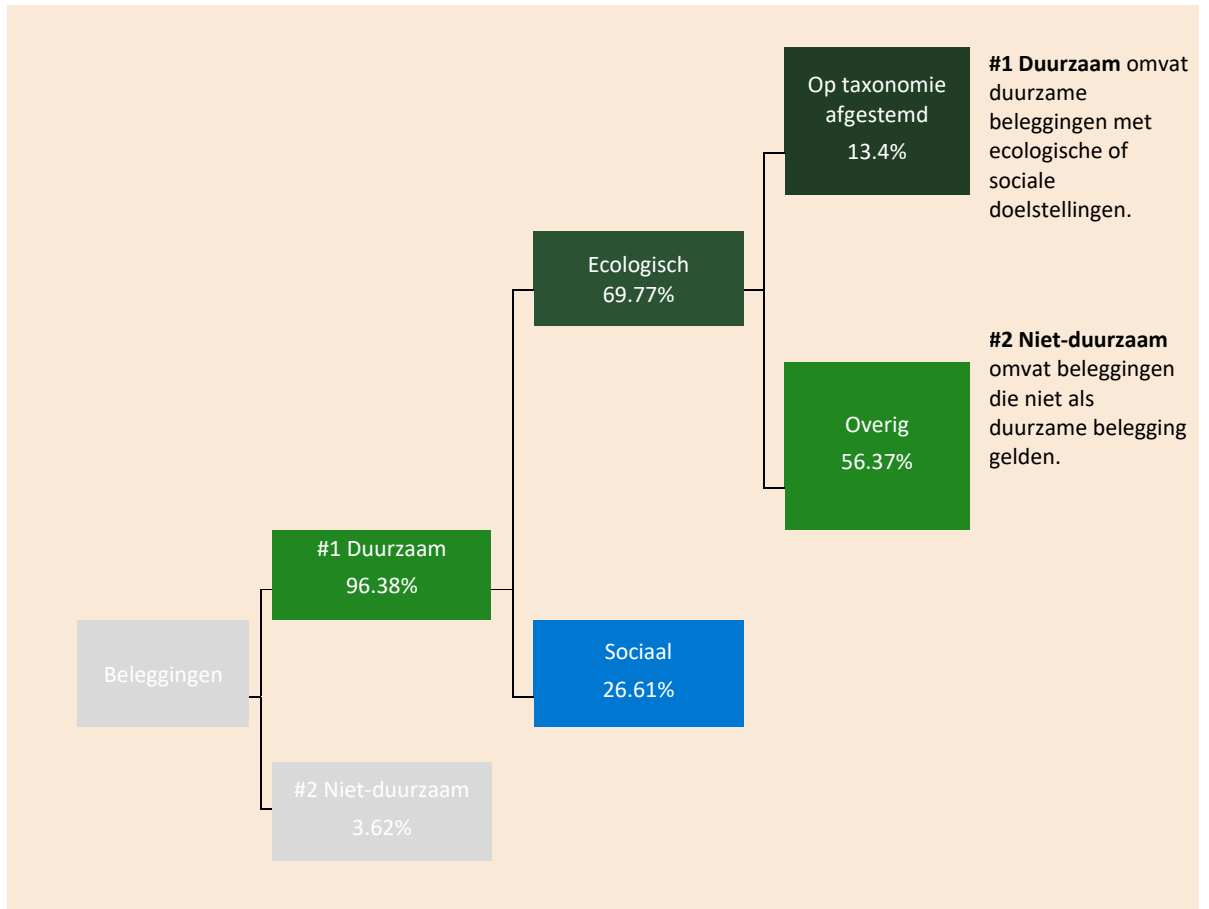 Op taxonomie
afgestemd
13.4%
#1 Duurzaam omvat
duurzame
beleggingen met
ecologische of
sociale
doelstellingen.
Ecologisch
69.77%
#2 Niet-duurzaam
omvat beleggingen
die niet als
duurzame belegging
gelden.
Overig
56.37%
#1 Duurzaam
96.38%
Beleggingen
Sociaal
26.61%
#2 Niet-duurzaam
3.62%